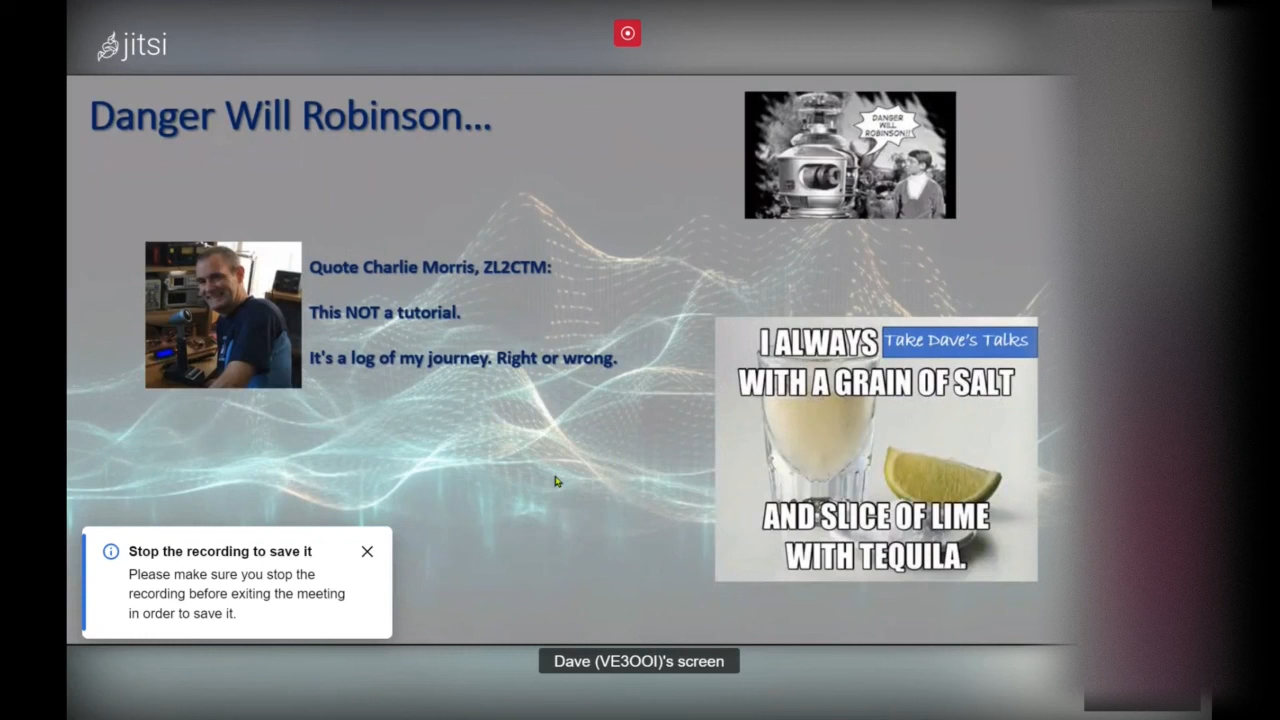 jitsi
Danger Will Robinson...
DANGER
WILL
ROBINSON!!
Quote Charlie Morris, ZL2CTM:
This NOT a tutorial.
It's a log of my journey. Right or wrong.
I ALWAYS Take Dave's Talks
WITH A GRAIN OF SALT
AND SLICE OF LIME
WITH TEQUILA.
Stop the recording to save it
Please make sure you stop the
recording before exiting the meeting
in order to save it.
Dave (VE3OOI)'s screen